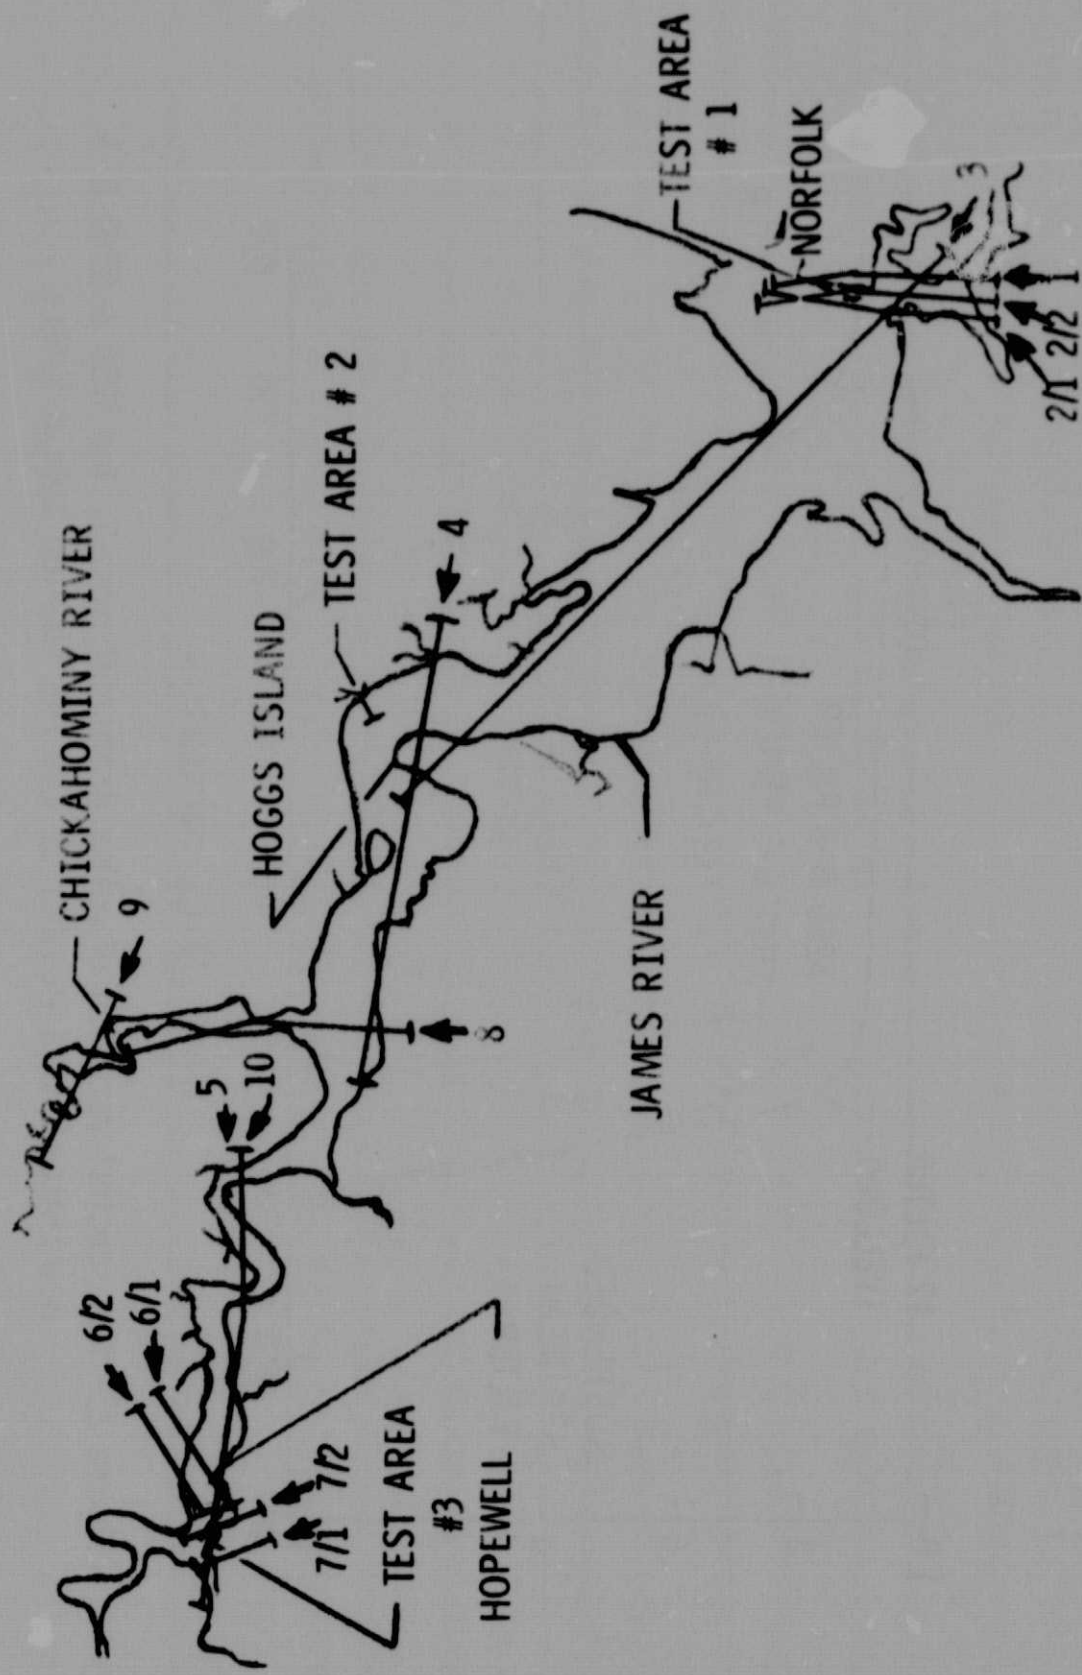 CHICKAHOMINY RIVER
9
HOGGS ISLAND
TEST AREA # 2
4
TEST AREA
# 1
NORFOLK
3
1
2/2
2/1
8
5
10
6/2
6/1
7/2
7/1
TEST AREA
#3
HOPEWELL
JAMES RIVER